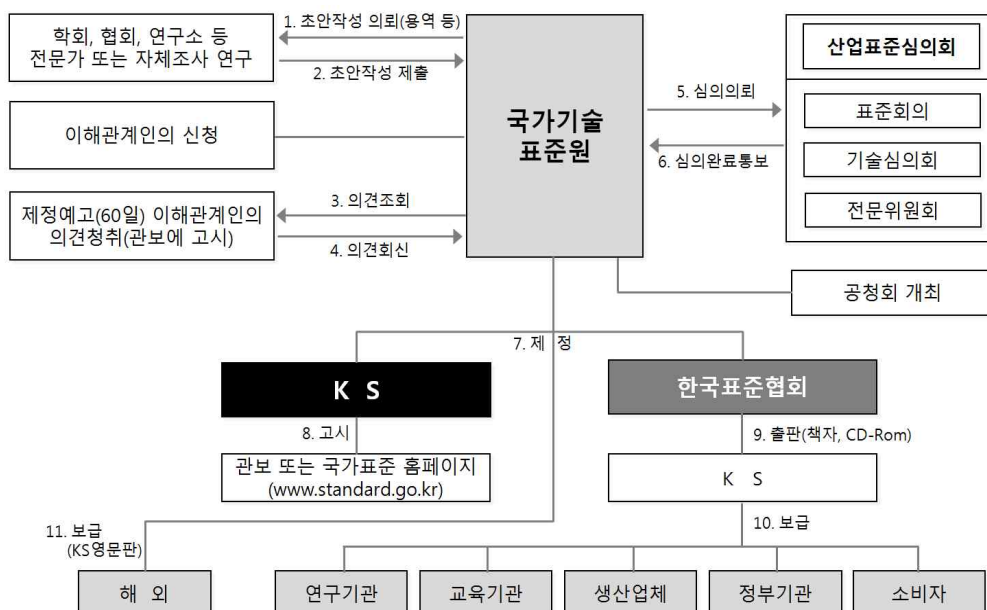 학회, 협회, 연구소 등
전문가 또는 자체조사 연구
1. 초안작성 의뢰(용역 등)
2. 초안작성 제출
국가기술
표준원
산업표준심의회
5. 심의의뢰
6. 심의완료통보
표준회의
기술심의회
전문위원회
이해관계인의 신청
제정예고(60일) 이해관계인의
의견청취(관보에 고시)
3. 의견조회
4. 의견회신
공청회 개최
7. 제 정
K S
한국표준협회
8. 고시
9. 출판(책자, CD-Rom)
관보 또는 국가표준 홈페이지
(www.standard.go.kr)
K S
11. 보급
(KS영문판)
10. 보급
해 외
연구기관
교육기관
생산업체
정부기관
소비자